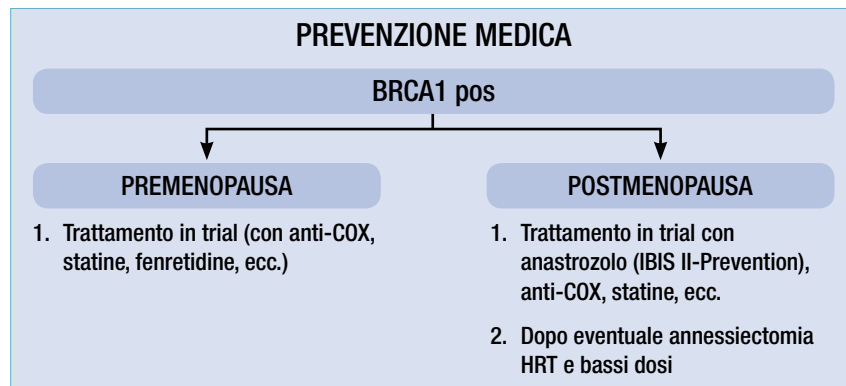 PREVENZIONE MEDICA
BRCA1 pos
PREMENOPAUSA
1. Trattamento in trial (con anti-COX,
statine, fenretidine, ecc.)
POSTMENOPAUSA
1. Trattamento in trial con
anastrozolo (IBIS II-Prevention),
anti-COX, statine, ecc.
2. Dopo eventuale annessiectomia
HRT e bassi dosi